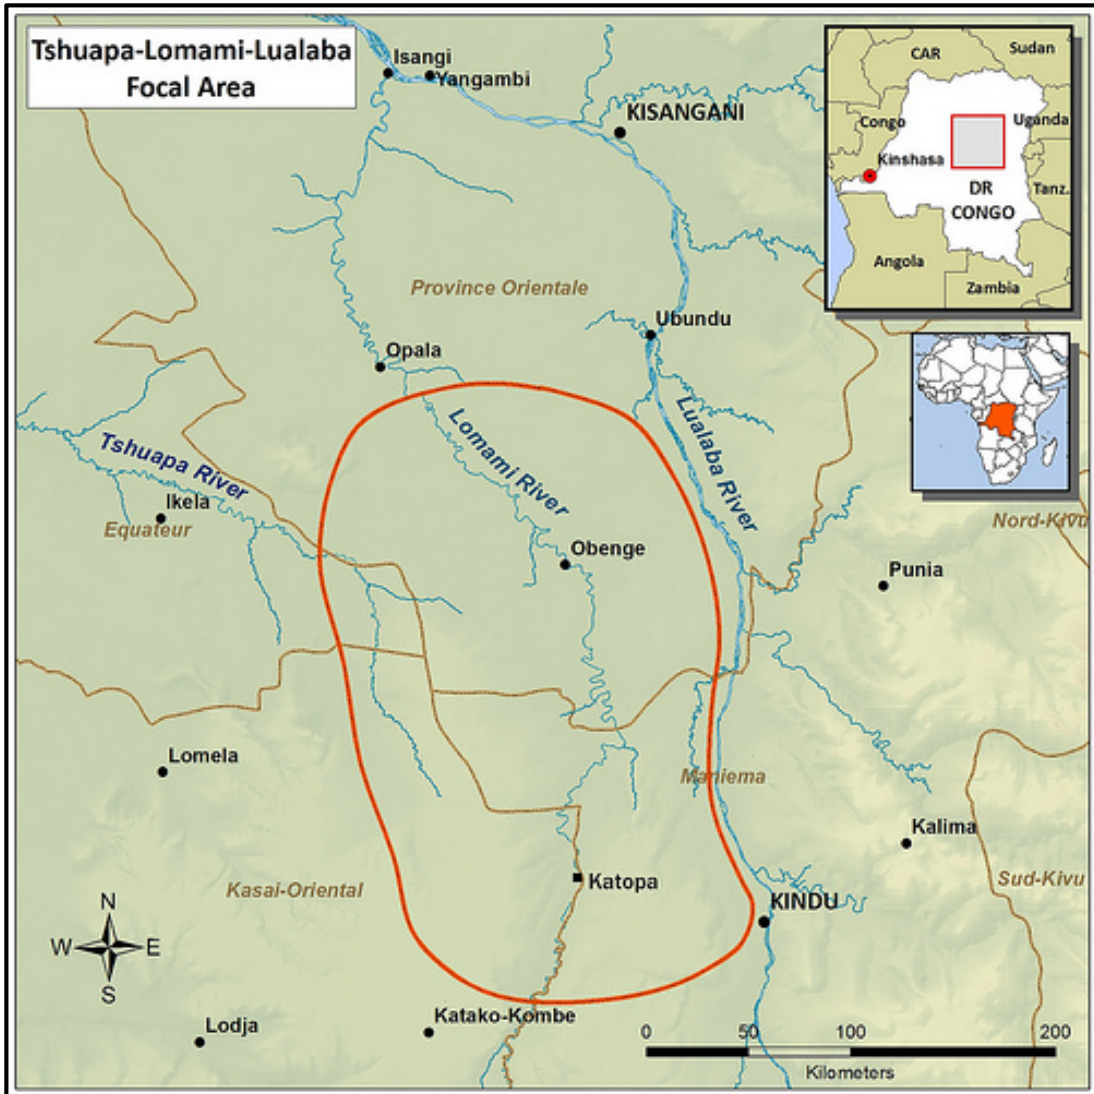 Tshuapa-Lomami-Lualaba
Focal Area
Isangi
Yangambi
KISANGANI
CAR
Sudan
Congo
Uganda
Kinshasa
DR
CONGO
Tanz.
Angola
Zambia
Province Orientale
Ubundu
Opala
Lomami River
Lualaba River
Tshuapa River
Ikela
Equateur
Nord-Kivu
Obenge
Punia
Lomela
Maniema
Kalima
Kasai-Oriental
Katopa
Sud-Kivu
KINDU
N
W
E
S
Lodja
Katako-Kombe
0 50 100 200
Kilometers